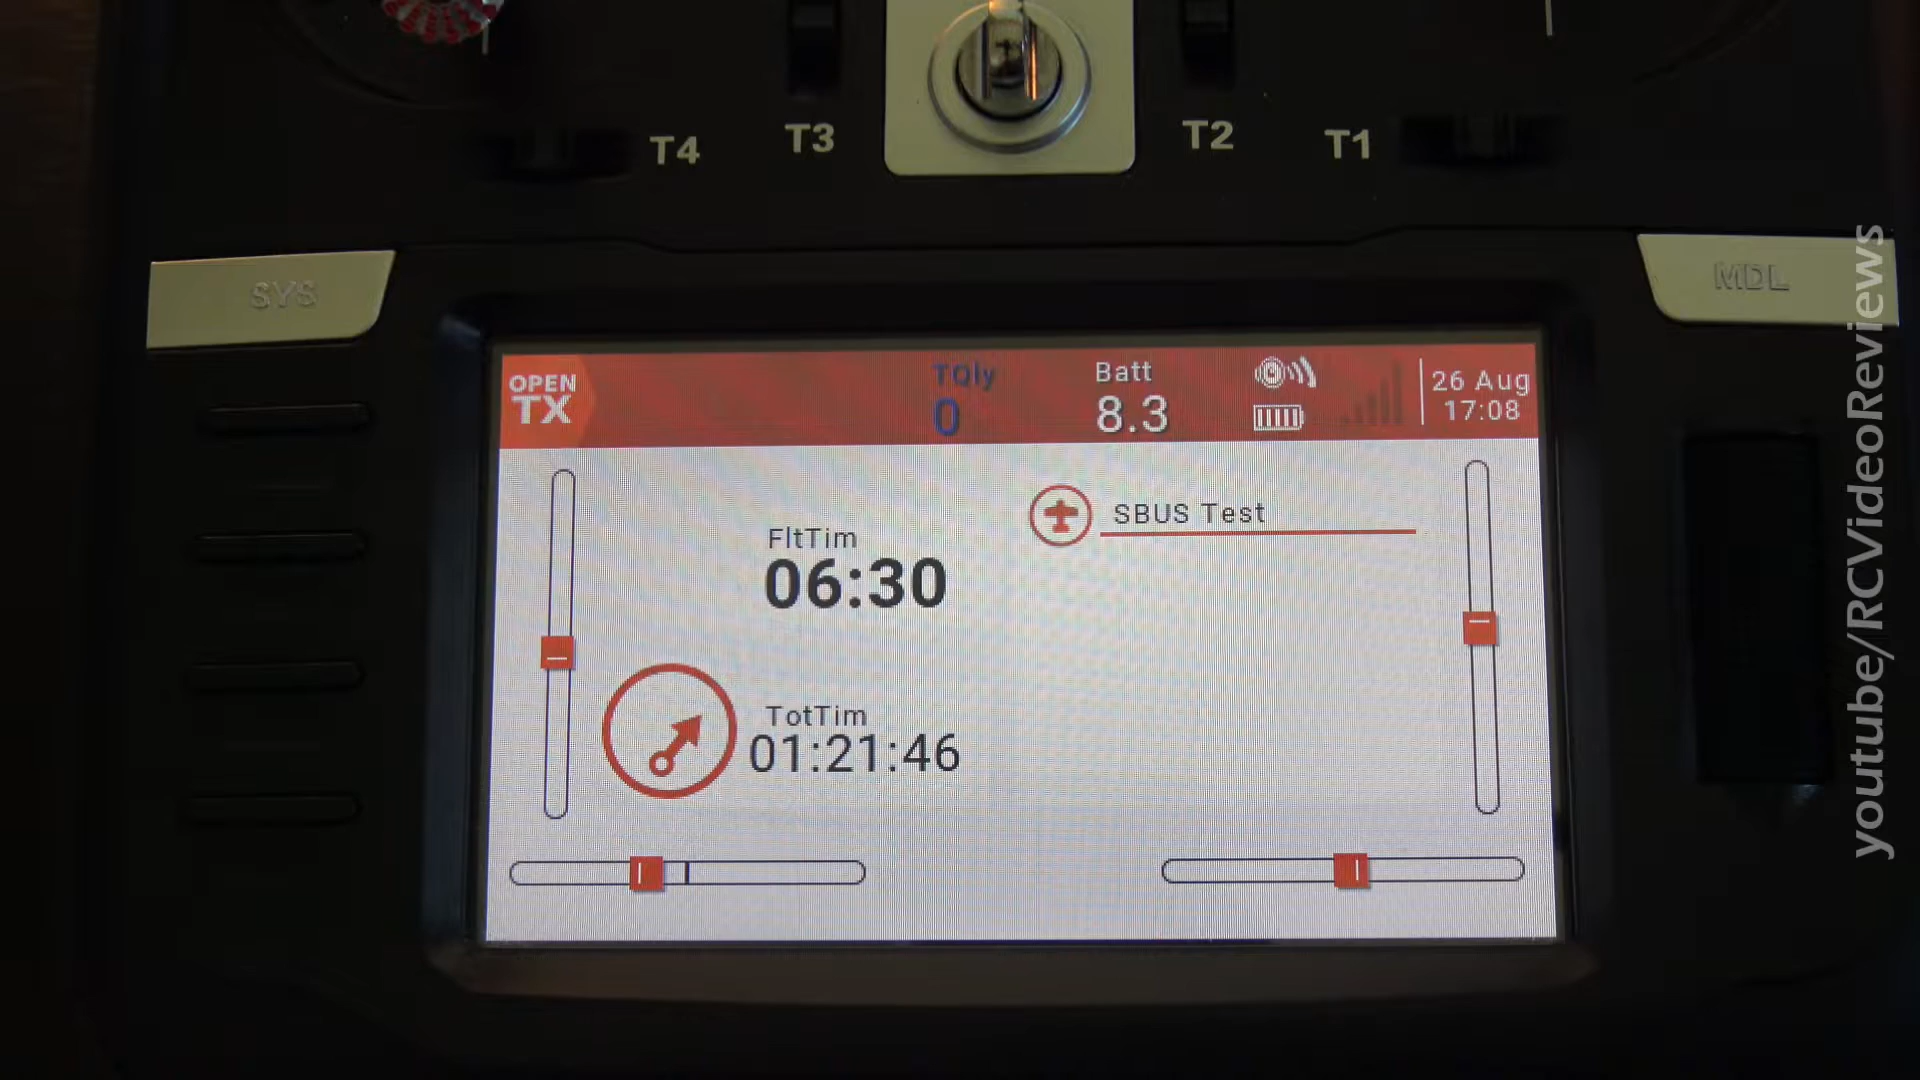 T4
T3
T2
T1
SYS
MDL
OPEN
TX
TQly
0
Batt
8.3
26 Aug
17:08
SBUS Test
FltTim
06:30
TotTim
01:21:46
youtube/RCVideoReviews